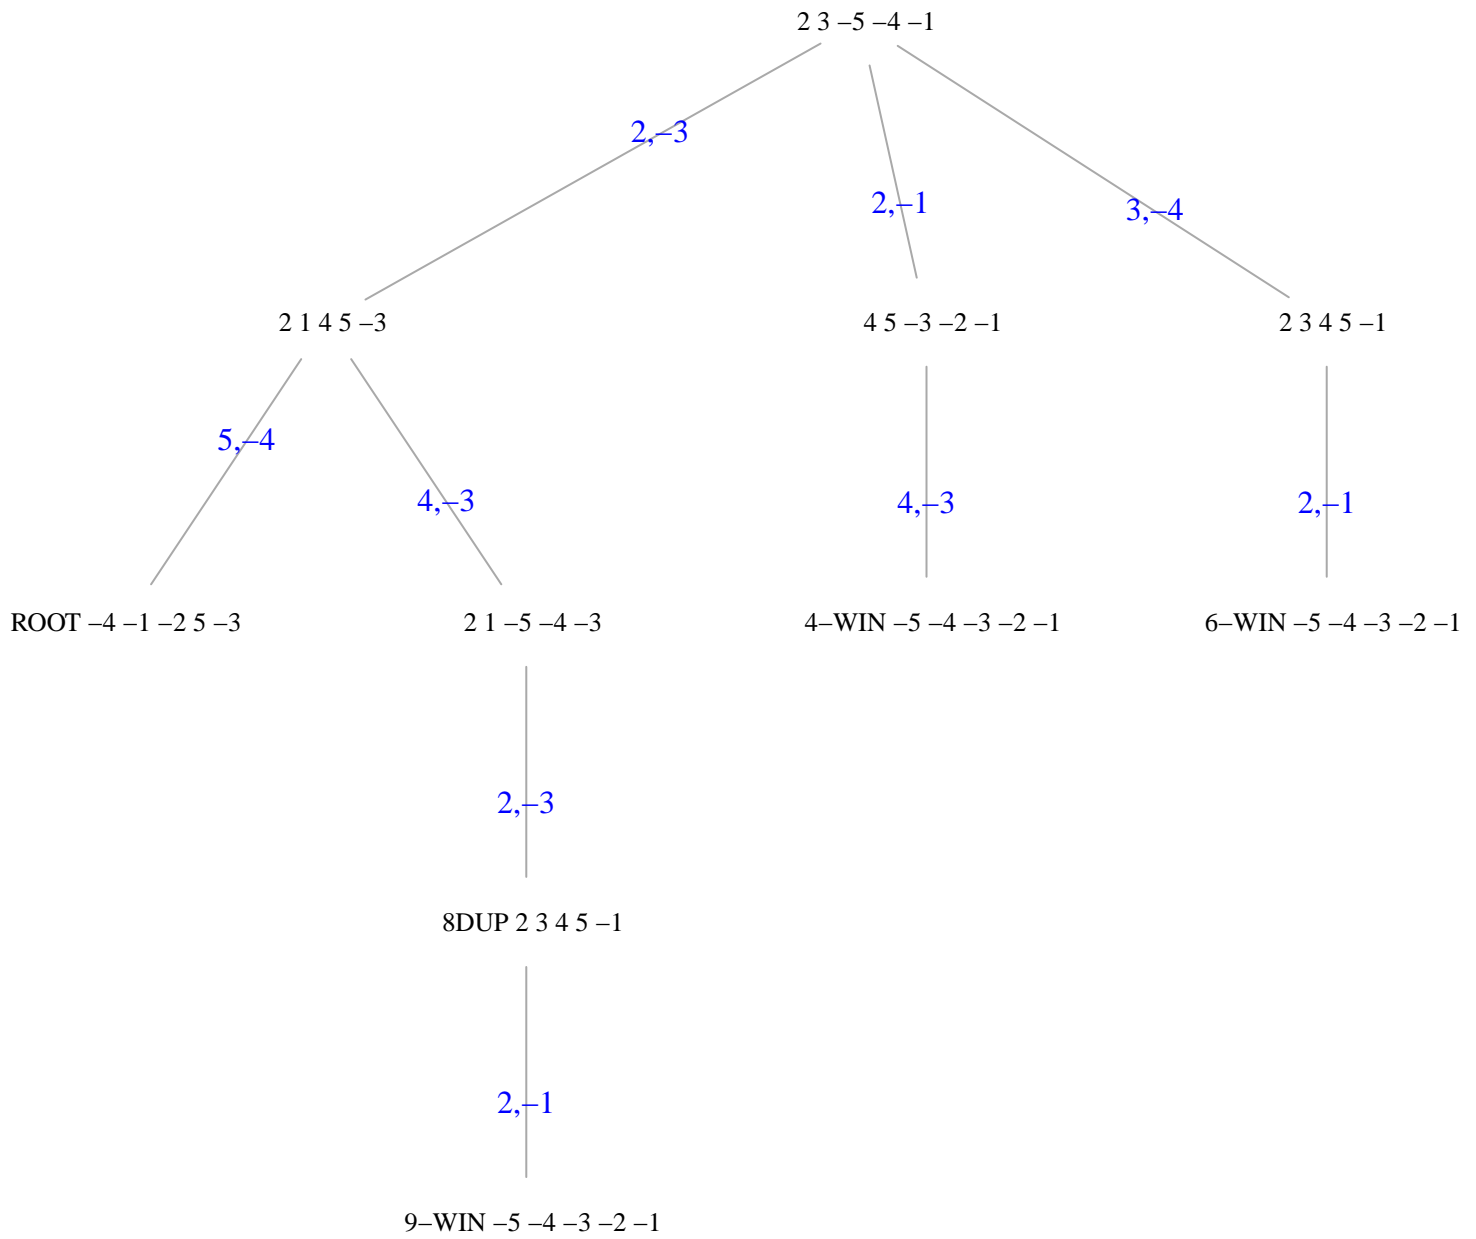 2 3 –5 –4 –1
2,–3
2,–1
3,–4
2 1 4 5 –3
4 5 –3 –2 –1
2 3 4 5 –1
5,–4
4,–3
4,–3
2,–1
ROOT –4 –1 –2 5 –3
2 1 –5 –4 –3
4–WIN –5 –4 –3 –2 –1
6–WIN –5 –4 –3 –2 –1
2,–3
8DUP 2 3 4 5 –1
2,–1
9–WIN –5 –4 –3 –2 –1